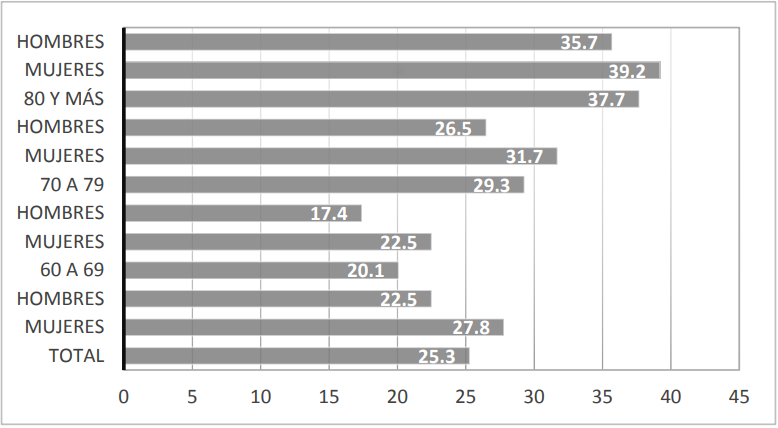 HOMBRES 35.7
MUJERES 39.2
80 Y MÁS 37.7
HOMBRES 26.5
MUJERES 31.7
70 A 79 29.3
HOMBRES 17.4
MUJERES 22.5
60 A 69 20.1
HOMBRES 22.5
MUJERES 27.8
TOTAL 25.3
0 5 10 15 20 25 30 35 40 45